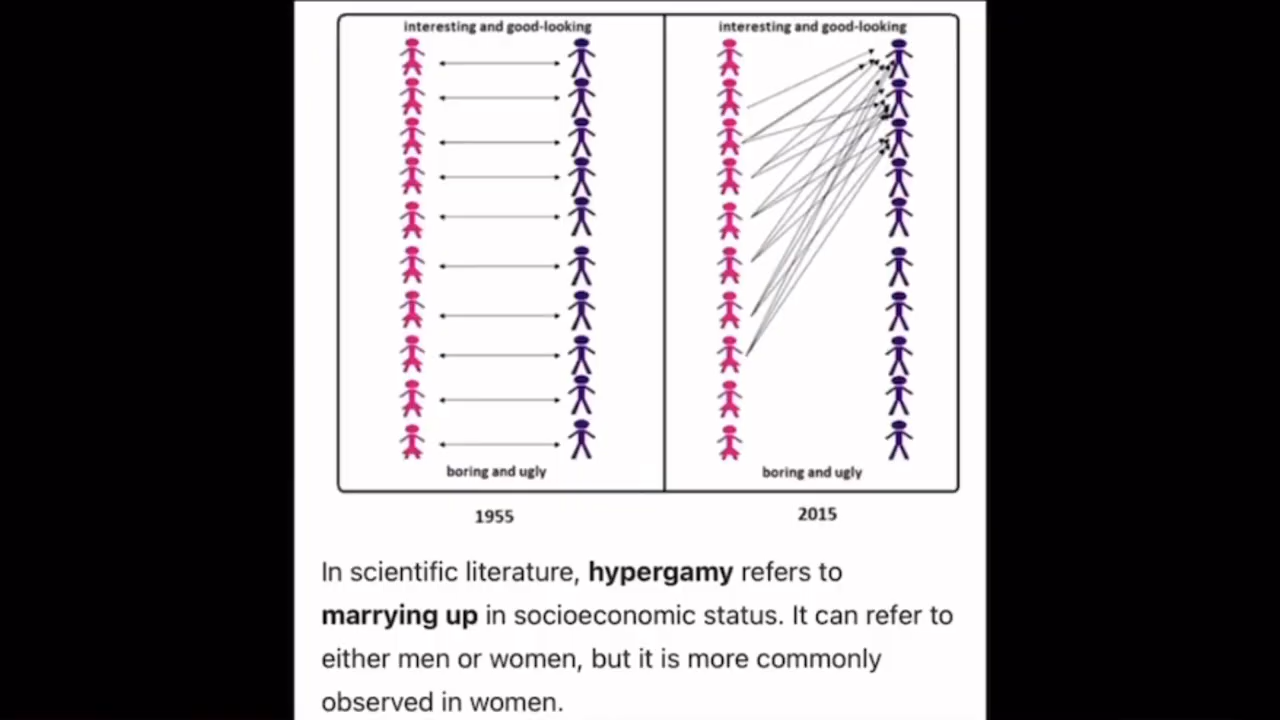 interesting and good-looking
boring and ugly
1955
interesting and good-looking
boring and ugly
2015
In scientific literature, hypergamy refers to
marrying up in socioeconomic status. It can refer to
either men or women, but it is more commonly
observed in women.